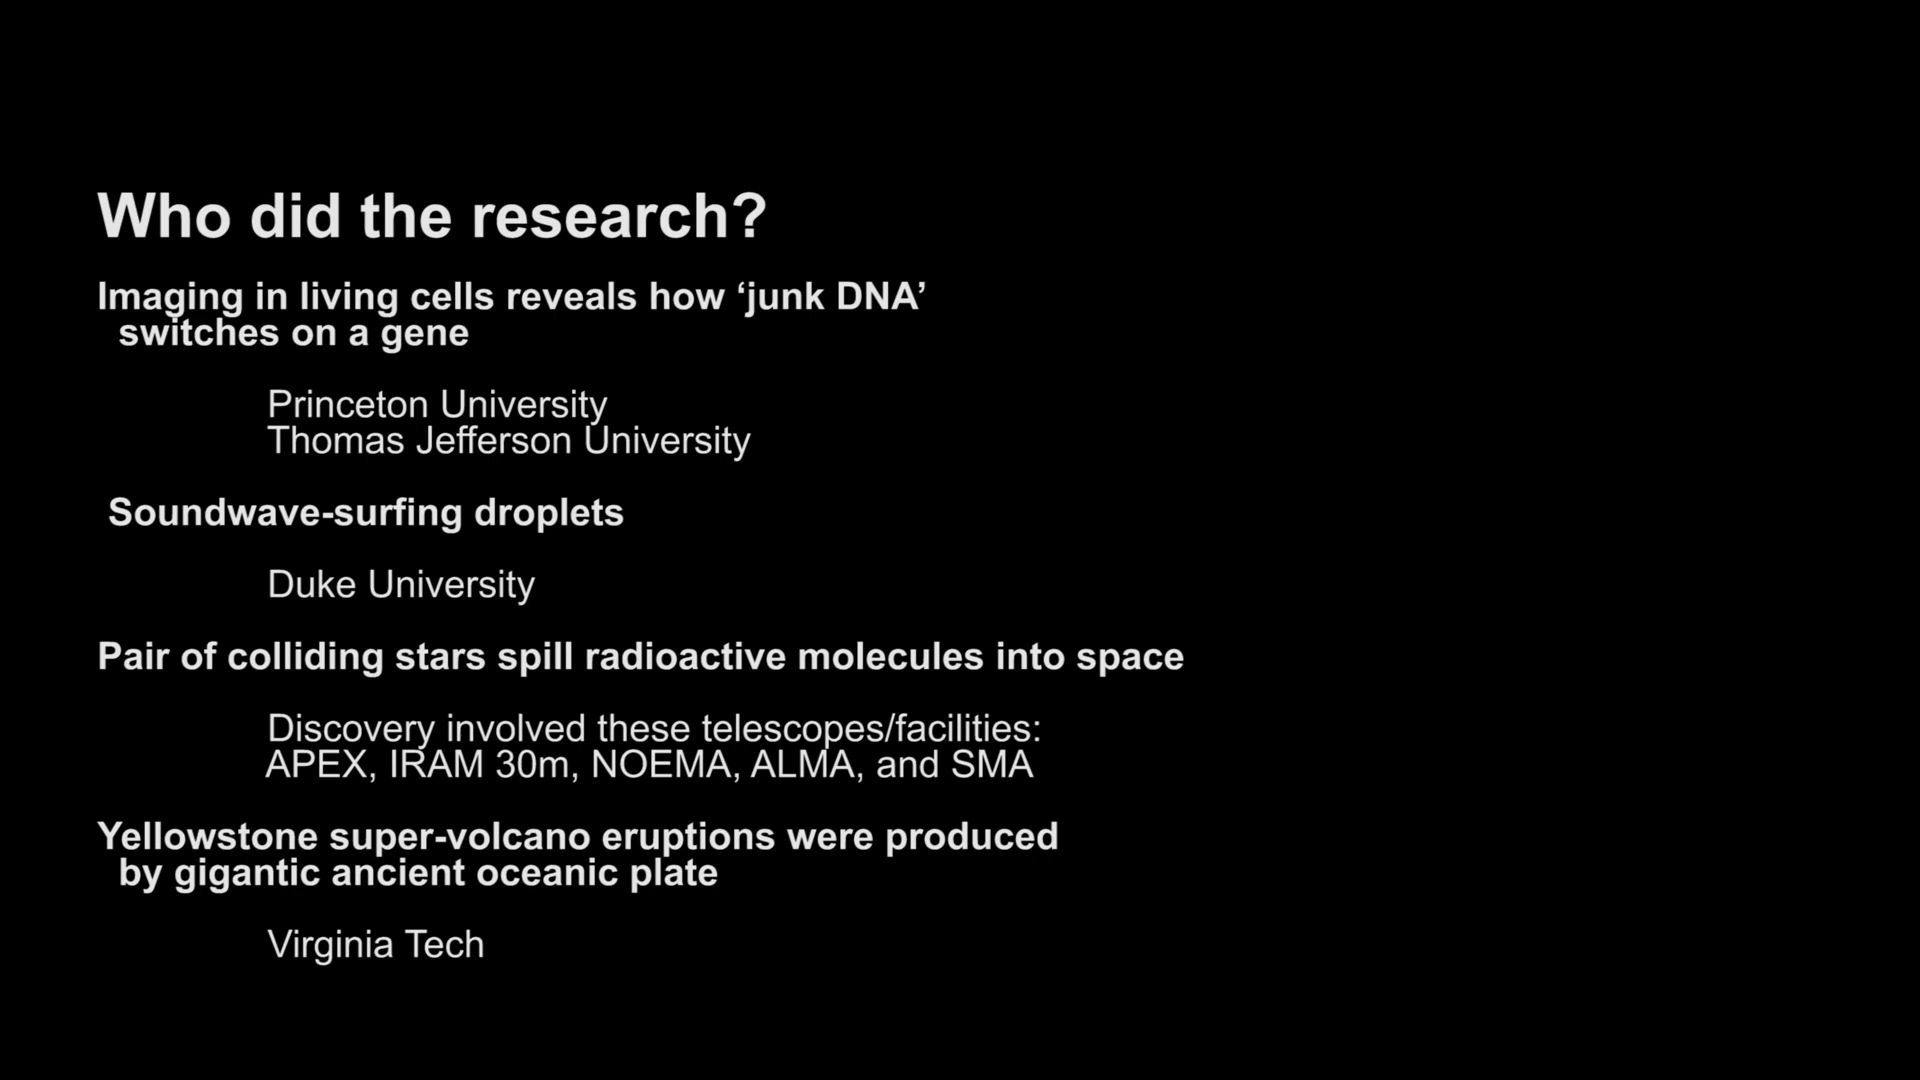 Who did the research?
Imaging in living cells reveals how ‘junk DNA’
switches on a gene
Princeton University
Thomas Jefferson University
Soundwave-surfing droplets
Duke University
Pair of colliding stars spill radioactive molecules into space
Discovery involved these telescopes/facilities:
APEX, IRAM 30m, NOEMA, ALMA, and SMA
Yellowstone super-volcano eruptions were produced
by gigantic ancient oceanic plate
Virginia Tech